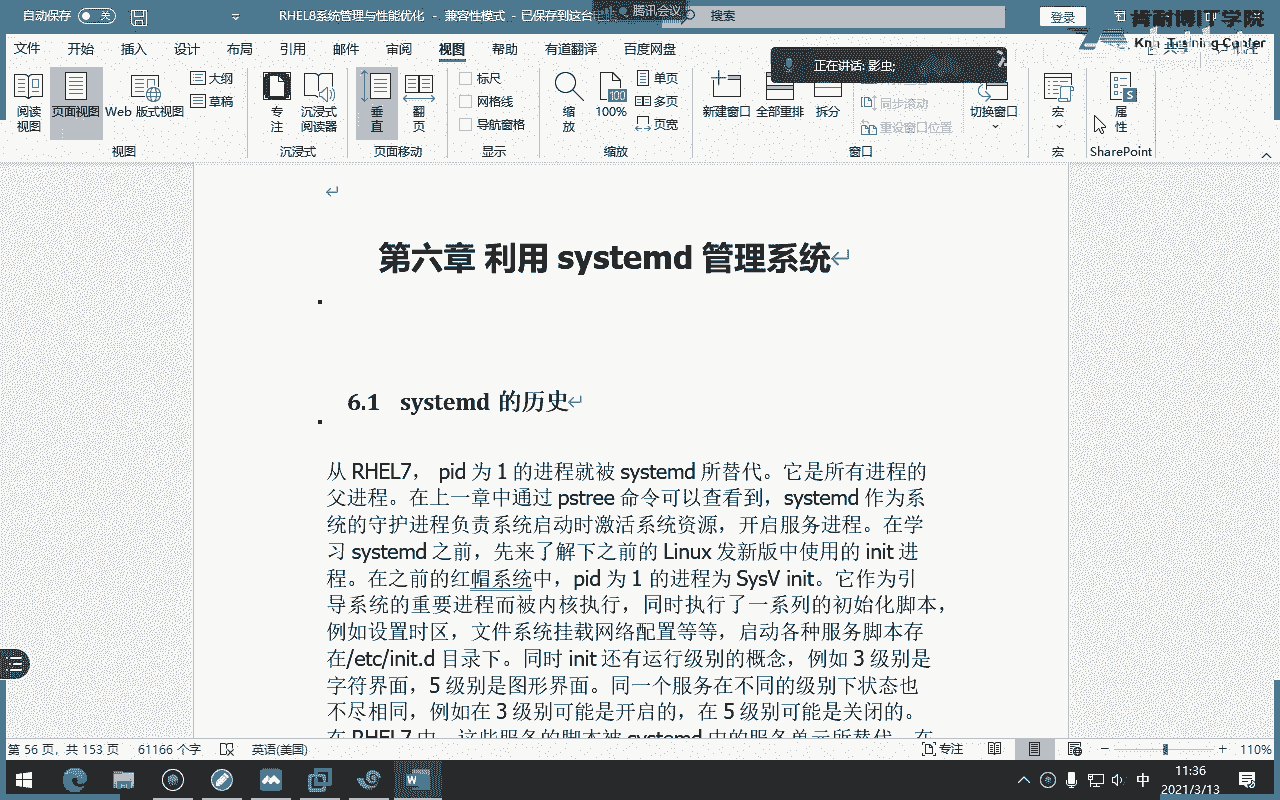 自动保存 关
RHEL8系统管理与性能优化 - 兼容性模式 - 已保存到这台
腾讯会议
搜索
登录
肯耐博IT学院
Training
文件 开始 插入 设计 布局 引用 邮件 审阅 视图 帮助 有道翻译 百度网盘
正在讲话: 影虫;
阅读视图
页面视图
Web 版式视图
大纲
草稿
视图
专注
沉浸式阅读器
沉浸式
垂直
翻页
页面移动
标尺
网格线
导航窗格
显示
缩放
100%
单页
多页
页宽
缩放
新建窗口
全部重排
拆分
同步滚动
重设窗口位置
切换窗口
窗口
宏
宏
属性
SharePoint
第六章 利用 systemd 管理系统
6.1 systemd 的历史
从 RHEL7， pid 为 1 的进程就被 systemd 所替代。它是所有进程的
父进程。在上一章中通过 pstree 命令可以查看到，systemd 作为系
统的守护进程负责系统启动时激活系统资源，开启服务进程。在学
习 systemd 之前，先来了解下之前的 Linux 发新版中使用的 init 进
程。在之前的红帽系统中，pid 为 1 的进程为 SysV init。它作为引
导系统的重要进程而被内核执行，同时执行了一系列的初始化脚本，
例如设置时区，文件系统挂载网络配置等等，启动各种服务脚本存
在/etc/init.d 目录下。同时 init 还有运行级别的概念，例如 3 级别是
字符界面，5 级别是图形界面。同一个服务在不同的级别下状态也
不尽相同，例如在 3 级别可能是开启的，在 5 级别可能是关闭的。
在 RHEL7 中，这些服务的脚本被 systemd 中的服务单元所替代。在
第 56 页，共 153 页 61166 个字 英语(美国) 专注 110%
中
11:36
2021/3/13